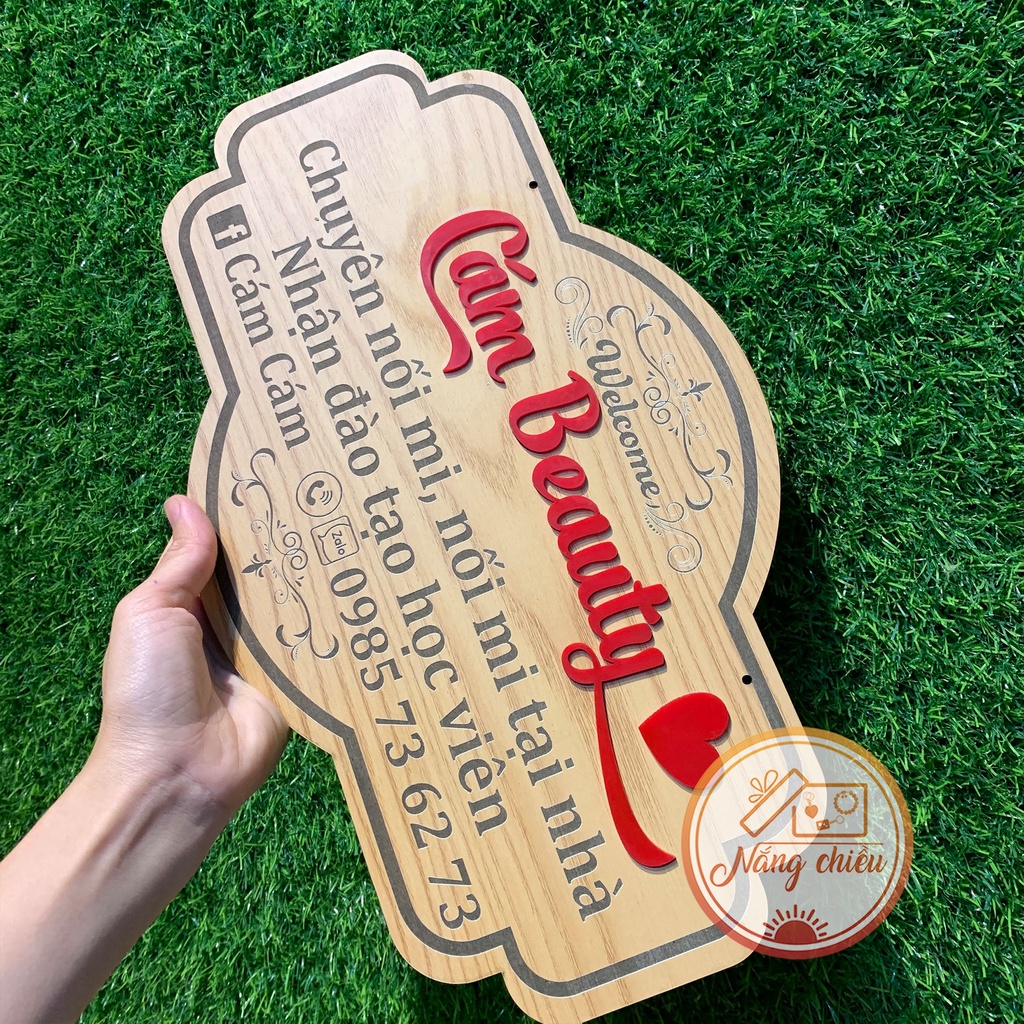 Welcome
Cám Beauty
Chuyên nối mi, nối mi tại nhà
Nhận đào tạo học viên
f Cám Cám Zalo 0985 73 62 73
Nắng chiều